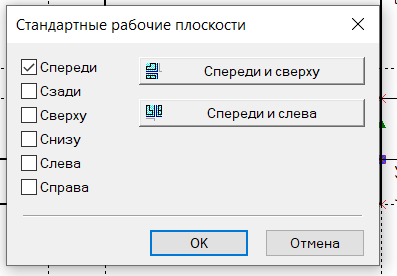 Стандартные рабочие плоскости
Спереди
Спереди и сверху
Сзади
Сверху
Спереди и слева
Снизу
Слева
Справа
OK
Отмена